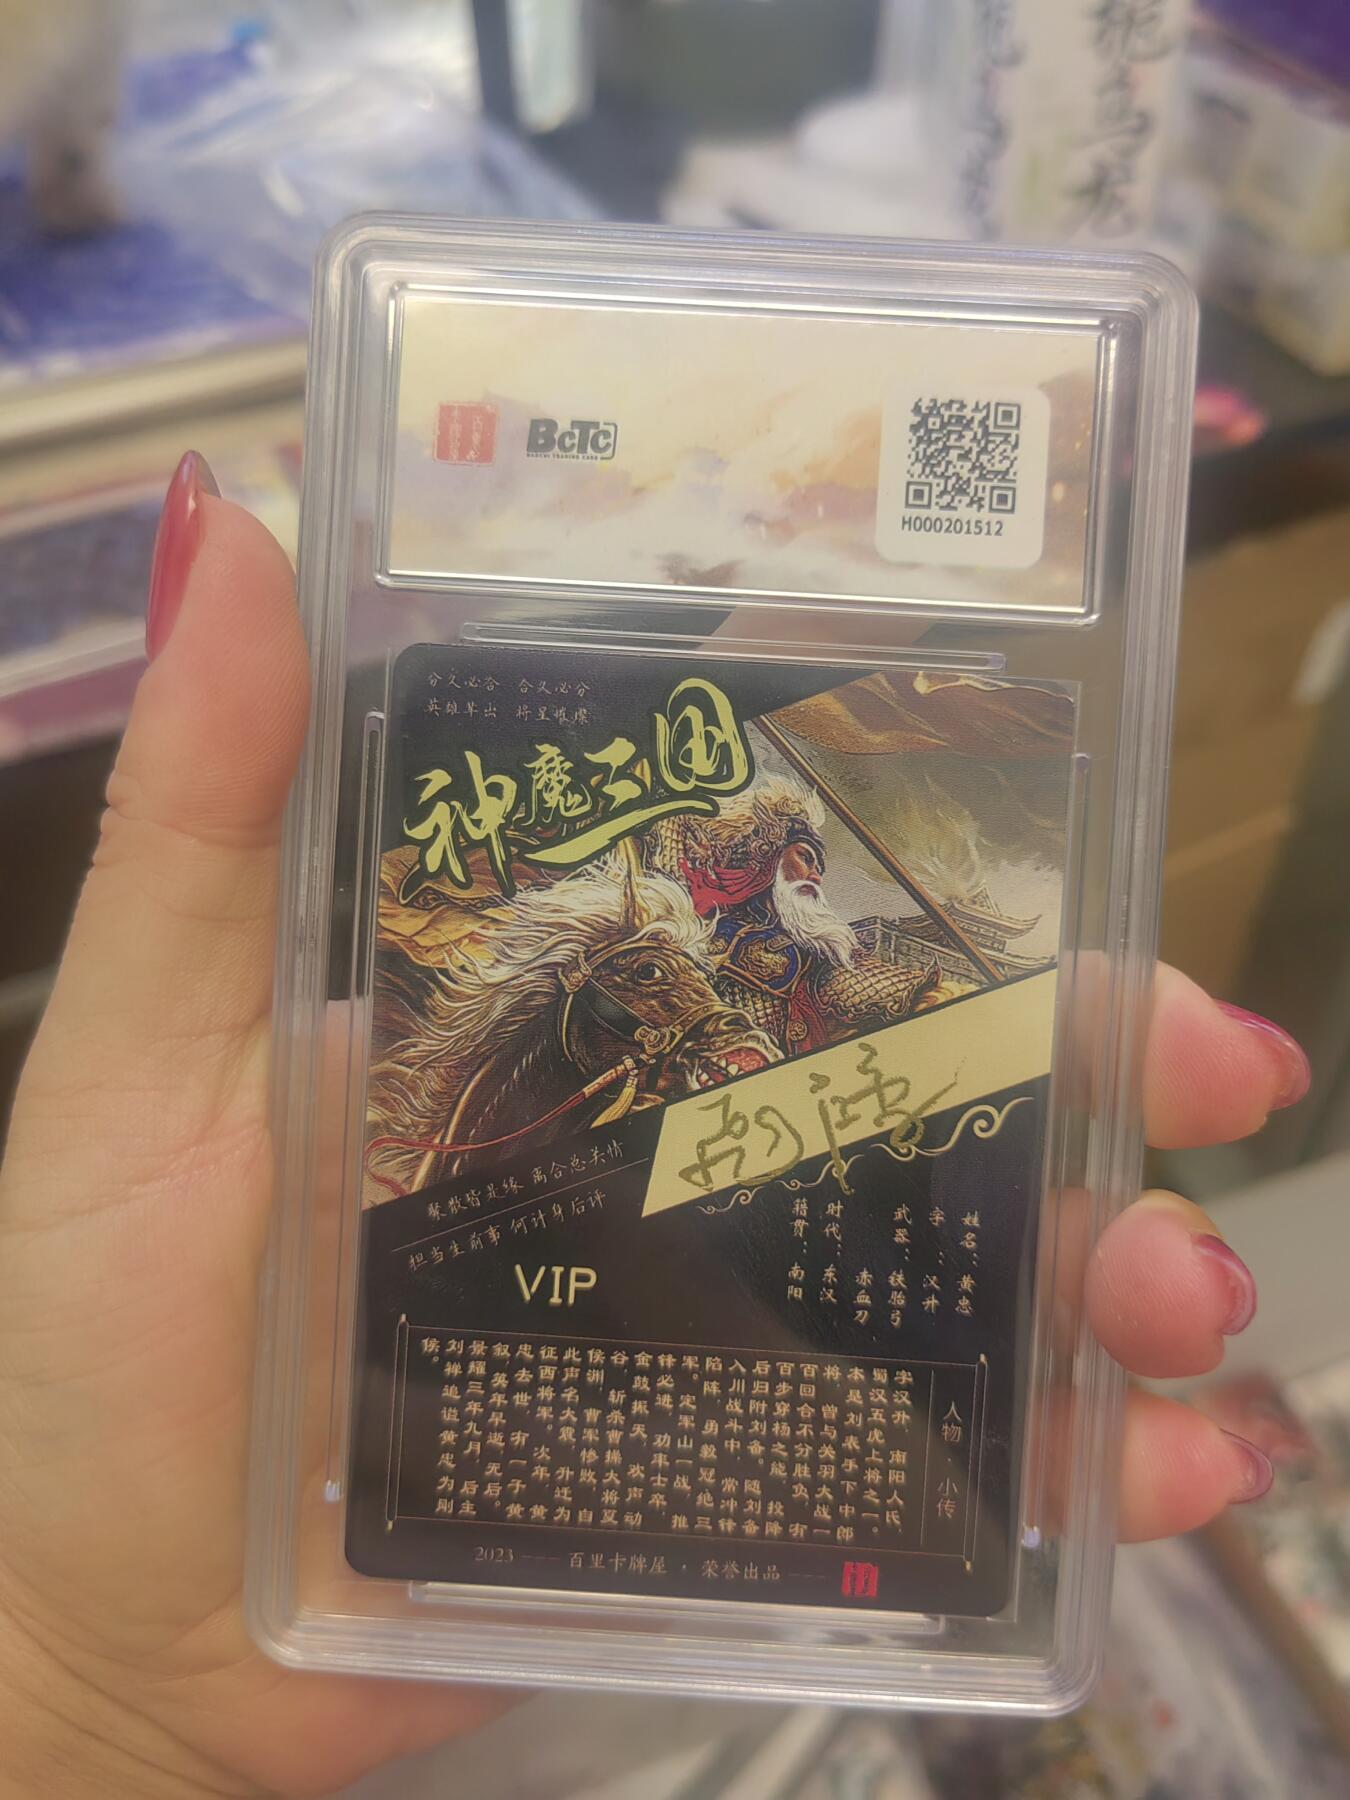 BCTC
BAOCUI TRADING CARD
H000201512
分久必合 合久必分
英雄辈出 将星璀璨
神魔三国
聚散皆是缘 离合总关情
担当生前事 何计身后评
VIP
姓名：黄忠
字：汉升
武器：铁胎弓
赤血刀
时代：东汉
籍贯：南阳
人物·小传
字汉升，南阳人氏，
蜀汉五虎上将之一。
本是刘表手下中郎
将，曾与关羽大战一
百回合不分胜负，有
百步穿杨之能，投降
后归附刘备。随刘备
入川战斗中，常冲锋
陷阵，勇毅冠绝三
军。定军山一战，推
锋必进，功率士卒，
金鼓振天，欢声动
谷，斩杀曹操大将夏
侯渊，曹军惨败，自
此声名大震，升迁为
征西将军。次年，黄
忠去世，有一子黄
叙，英年早逝，无后。
景耀三年九月，后主
刘禅追谥黄忠为刚
侯。
2023 --- 百里卡牌屋·荣誉出品 ---